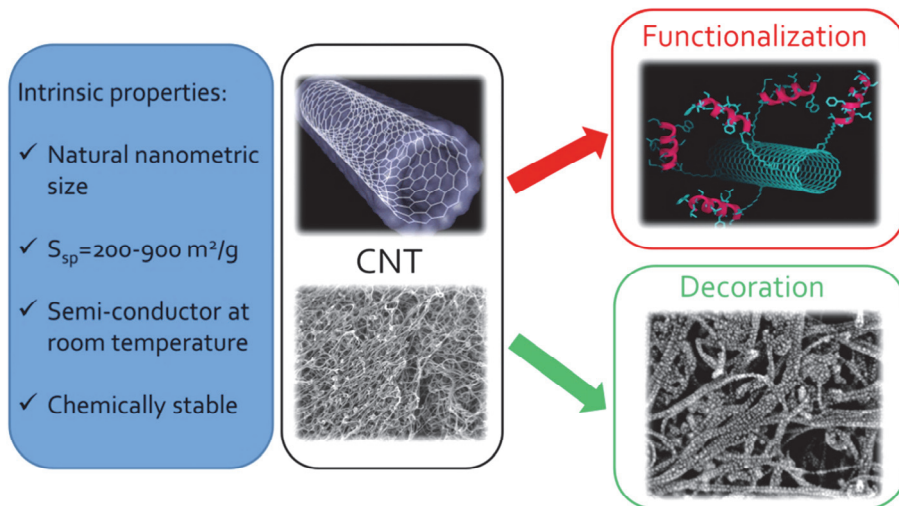 Intrinsic properties:
✓ Natural nanometric
size
✓ Ssp=200-900 m²/g
✓ Semi-conductor at
room temperature
✓ Chemically stable
CNT
Functionalization
Decoration